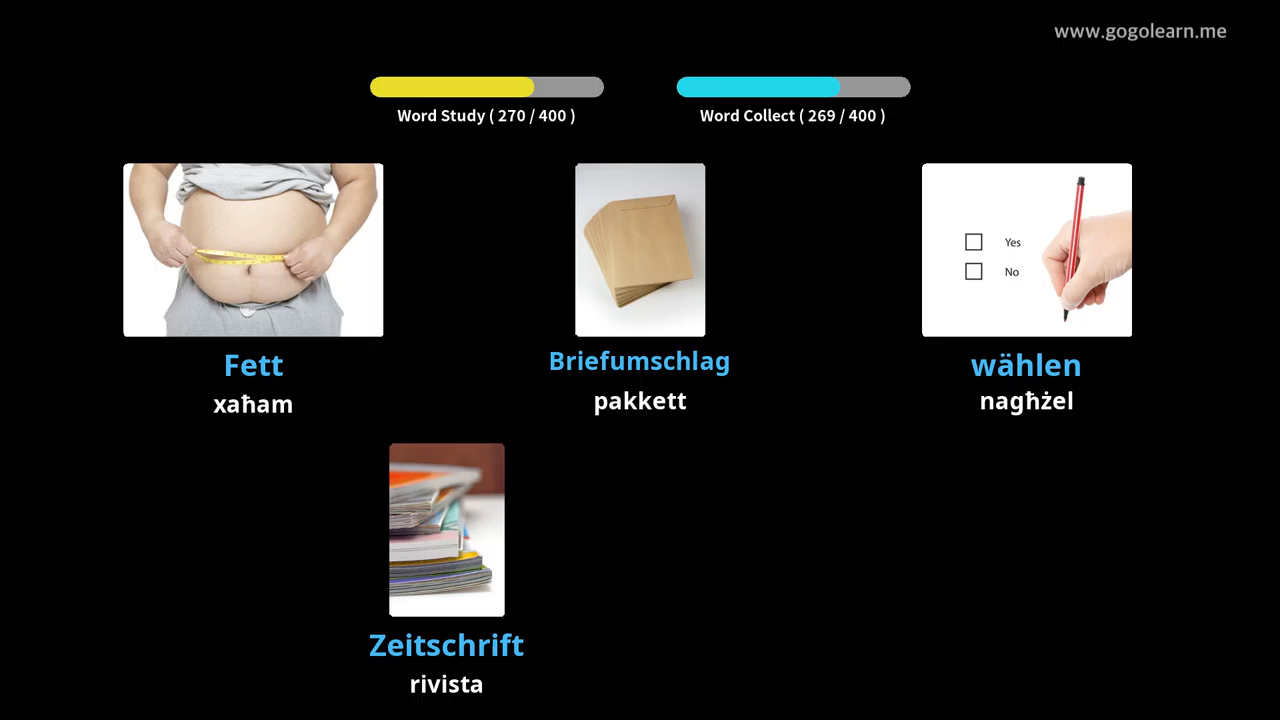 www.gogolearn.me
Word Study ( 270 / 400 )
Word Collect ( 269 / 400 )
Yes
No
Fett
xaħam
Briefumschlag
pakkett
wählen
nagħżel
Zeitschrift
rivista